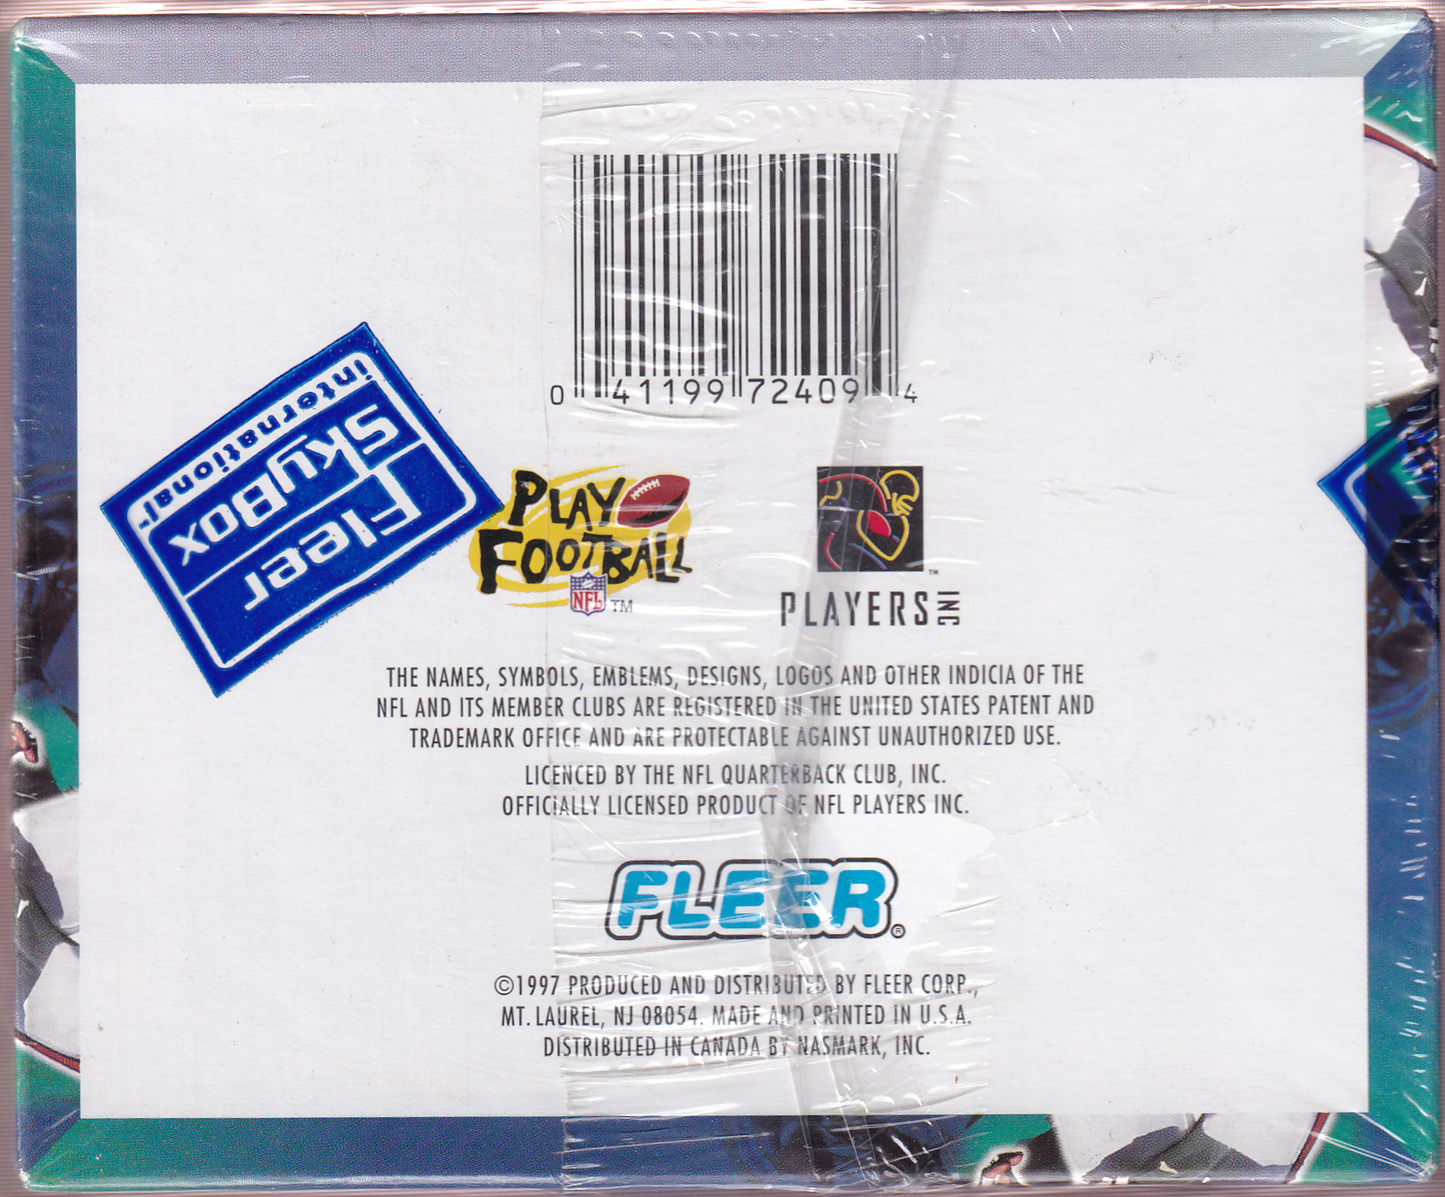 0 41199 72409 4
Fleer
SkyBox
international™
PLAY
FOOTBALL
NFL TM
TM
PLAYERS INC
THE NAMES, SYMBOLS, EMBLEMS, DESIGNS, LOGOS AND OTHER INDICIA OF THE
NFL AND ITS MEMBER CLUBS ARE REGISTERED IN THE UNITED STATES PATENT AND
TRADEMARK OFFICE AND ARE PROTECTABLE AGAINST UNAUTHORIZED USE.
LICENCED BY THE NFL QUARTERBACK CLUB, INC.
OFFICIALLY LICENSED PRODUCT OF NFL PLAYERS INC.
FLEER®
©1997 PRODUCED AND DISTRIBUTED BY FLEER CORP.,
MT. LAUREL, NJ 08054. MADE AND PRINTED IN U.S.A.
DISTRIBUTED IN CANADA BY NASMARK, INC.